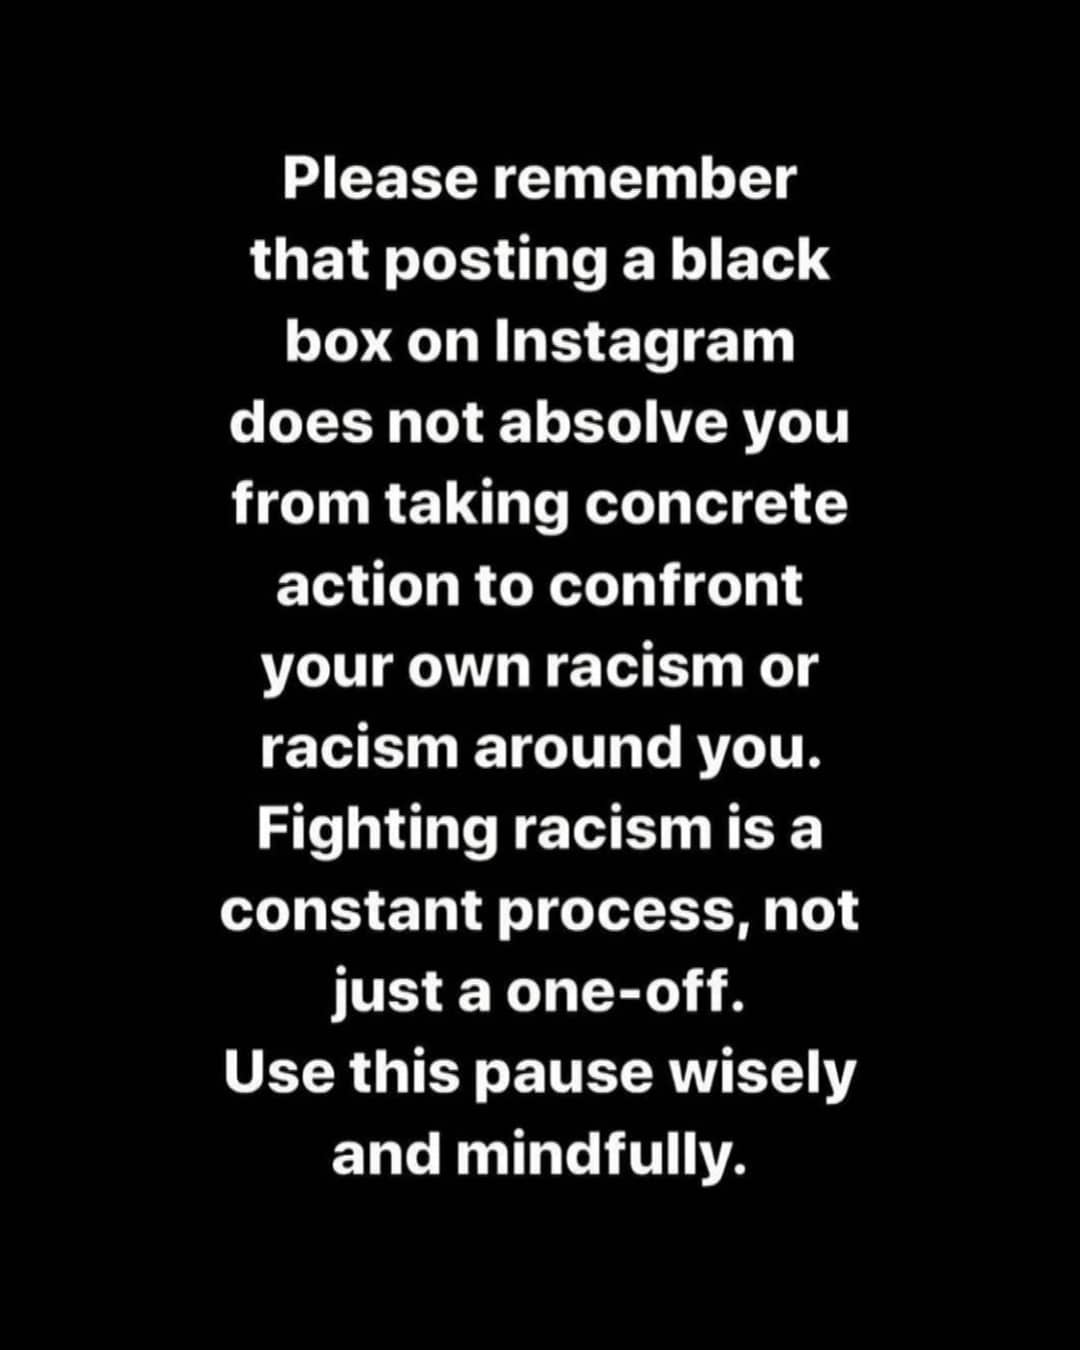 Please remember
that posting a black
box on Instagram
does not absolve you
from taking concrete
action to confront
your own racism or
racism around you.
Fighting racism is a
constant process, not
just a one-off.
Use this pause wisely
and mindfully.